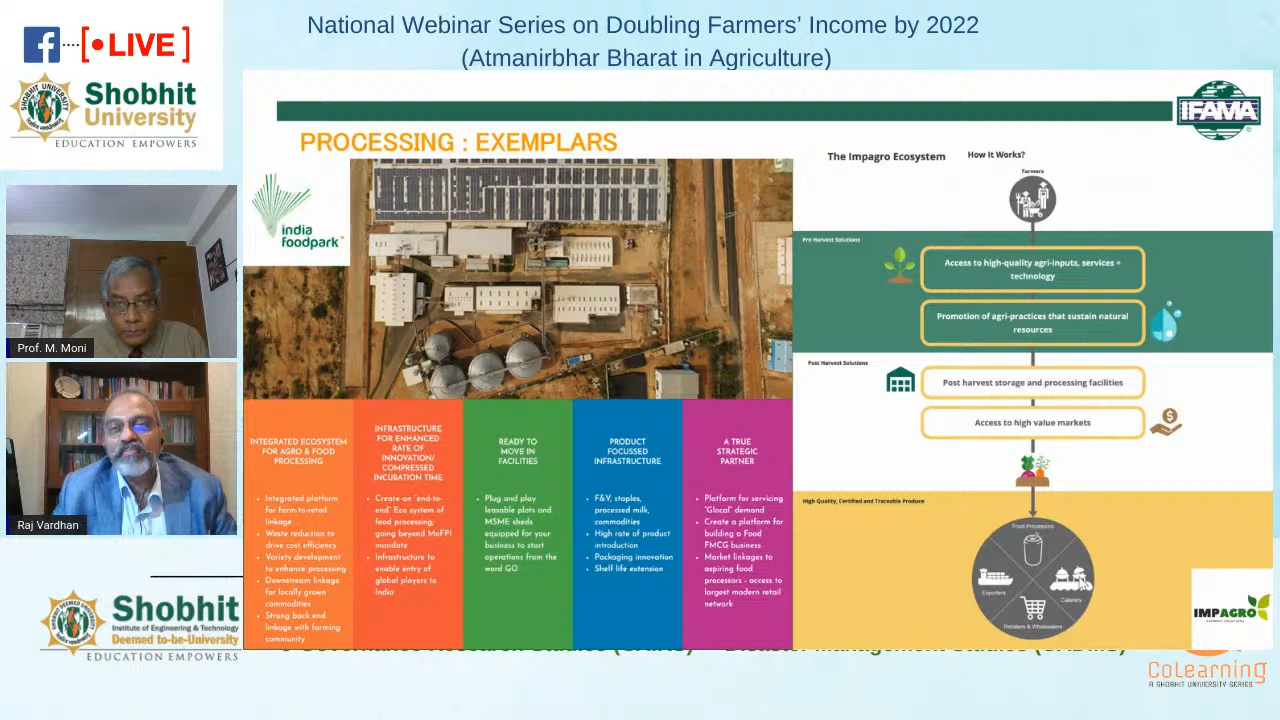 National Webinar Series on Doubling Farmers' Income by 2022
(Atmanirbhar Bharat in Agriculture)
LIVE
SHOBHIT UNIVERSITY
Shobhit
University
EDUCATION EMPOWERS
IFAMA
PROCESSING : EXEMPLARS
india
foodpark
The Impagro Ecosystem
How It Works?
Farmers
Pre Harvest Solutions
Access to high-quality agri-inputs, services +
technology
Promotion of agri-practices that sustain natural
resources
Post Harvest Solutions
Post harvest storage and processing facilities
Access to high value markets
High Quality, Certified and Traceable Produce
Food Processors
Exporters
Caterers
Retailers & Wholesalers
IMPAGRO
Prof. M. Moni
Raj Vardhan
INTEGRATED ECOSYSTEM
FOR AGRO & FOOD
PROCESSING
• Integrated platform
for farm-to-retail
linkage
• Waste reduction to
drive cost efficiency
• Variety development
to enhance processing
• Downstream linkage
for locally grown
commodities
• Strong back end
linkage with farming
community
INFRASTRUCTURE
FOR ENHANCED
RATE OF
INNOVATION/
COMPRESSED
INCUBATION TIME
• Create an "end-to-
end" Eco system of
food processing;
going beyond MoFPI
mandate
• Infrastructure to
enable entry of
global players to
India
READY TO
MOVE IN
FACILITIES
• Plug and play
leasable plots and
MSME sheds
equipped for your
business to start
operations from the
word GO
PRODUCT
FOCUSSED
INFRASTRUCTURE
• F&V, staples,
processed milk,
commodities
• High rate of product
introduction
• Packaging innovation
• Shelf life extension
A TRUE
STRATEGIC
PARTNER
• Platform for servicing
"Glocal" demand
• Create a platform for
building a Food
FMCG business
• Market linkages to
aspiring food
processors - access to
largest modern retail
network
Shobhit
Institute of Engineering & Technology
Deemed to-be-University
EDUCATION EMPOWERS
CoLearning
A SHOBHIT UNIVERSITY SERIES